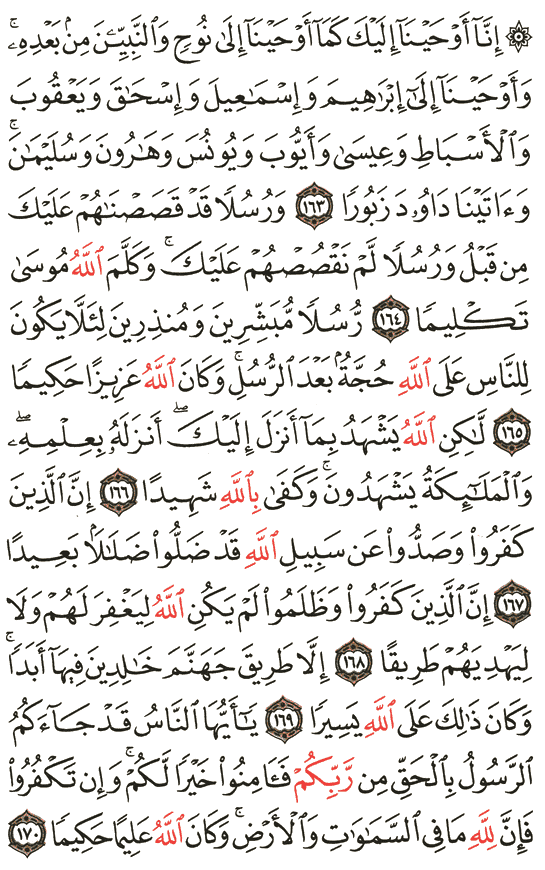 ۞ إِنَّآ أَوۡحَيۡنَآ إِلَيۡكَ كَمَآ أَوۡحَيۡنَآ إِلَىٰ نُوحٖ وَٱلنَّبِيِّـۧنَ مِنۢ بَعۡدِهِۦۚ
وَأَوۡحَيۡنَآ إِلَىٰٓ إِبۡرَٰهِيمَ وَإِسۡمَٰعِيلَ وَإِسۡحَٰقَ وَيَعۡقُوبَ
وَٱلۡأَسۡبَاطِ وَعِيسَىٰ وَأَيُّوبَ وَيُونُسَ وَهَٰرُونَ وَسُلَيۡمَٰنَۚ
وَءَاتَيۡنَا دَاوُۥدَ زَبُورٗا ١٦٣ وَرُسُلٗا قَدۡ قَصَصۡنَٰهُمۡ عَلَيۡكَ
مِن قَبۡلُ وَرُسُلٗا لَّمۡ نَقۡصُصۡهُمۡ عَلَيۡكَۚ وَكَلَّمَ ٱللَّهُ مُوسَىٰ
تَكۡلِيمٗا ١٦٤ رُّسُلٗا مُّبَشِّرِينَ وَمُنذِرِينَ لِئَلَّا يَكُونَ
لِلنَّاسِ عَلَى ٱللَّهِ حُجَّةُۢ بَعۡدَ ٱلرُّسُلِۚ وَكَانَ ٱللَّهُ عَزِيزًا حَكِيمٗا
١٦٥ لَّٰكِنِ ٱللَّهُ يَشۡهَدُ بِمَآ أَنزَلَ إِلَيۡكَۖ أَنزَلَهُۥ بِعِلۡمِهِۦۖ
وَٱلۡمَلَٰٓئِكَةُ يَشۡهَدُونَۚ وَكَفَىٰ بِٱللَّهِ شَهِيدًا ١٦٦ إِنَّ ٱلَّذِينَ
كَفَرُواْ وَصَدُّواْ عَن سَبِيلِ ٱللَّهِ قَدۡ ضَلُّواْ ضَلَٰلَۢا بَعِيدًا
١٦٧ إِنَّ ٱلَّذِينَ كَفَرُواْ وَظَلَمُواْ لَمۡ يَكُنِ ٱللَّهُ لِيَغۡفِرَ لَهُمۡ وَلَا
لِيَهۡدِيَهُمۡ طَرِيقًا ١٦٨ إِلَّا طَرِيقَ جَهَنَّمَ خَٰلِدِينَ فِيهَآ أَبَدٗاۚ
وَكَانَ ذَٰلِكَ عَلَى ٱللَّهِ يَسِيرٗا ١٦٩ يَٰٓأَيُّهَا ٱلنَّاسُ قَدۡ جَآءَكُمُ
ٱلرَّسُولُ بِٱلۡحَقِّ مِن رَّبِّكُمۡ فَـَٔامِنُواْ خَيۡرٗا لَّكُمۡۚ وَإِن تَكۡفُرُواْ
فَإِنَّ لِلَّهِ مَا فِي ٱلسَّمَٰوَٰتِ وَٱلۡأَرۡضِۚ وَكَانَ ٱللَّهُ عَلِيمًا حَكِيمٗا ١٧٠